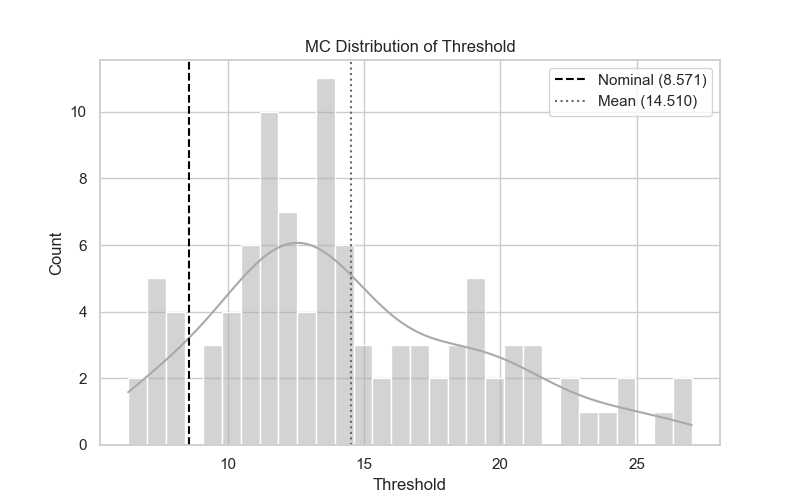 MC Distribution of Threshold
Nominal (8.571)
Mean (14.510)
Count
10
8
6
4
2
0
10
15
20
25
Threshold